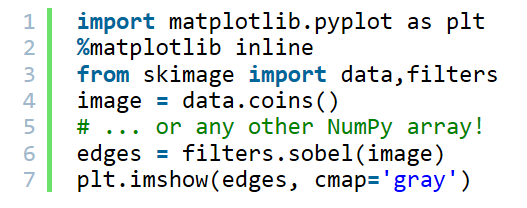 1 import matplotlib.pyplot as plt
2 %matplotlib inline
3 from skimage import data,filters
4 image = data.coins()
5 # ... or any other NumPy array!
6 edges = filters.sobel(image)
7 plt.imshow(edges, cmap='gray')